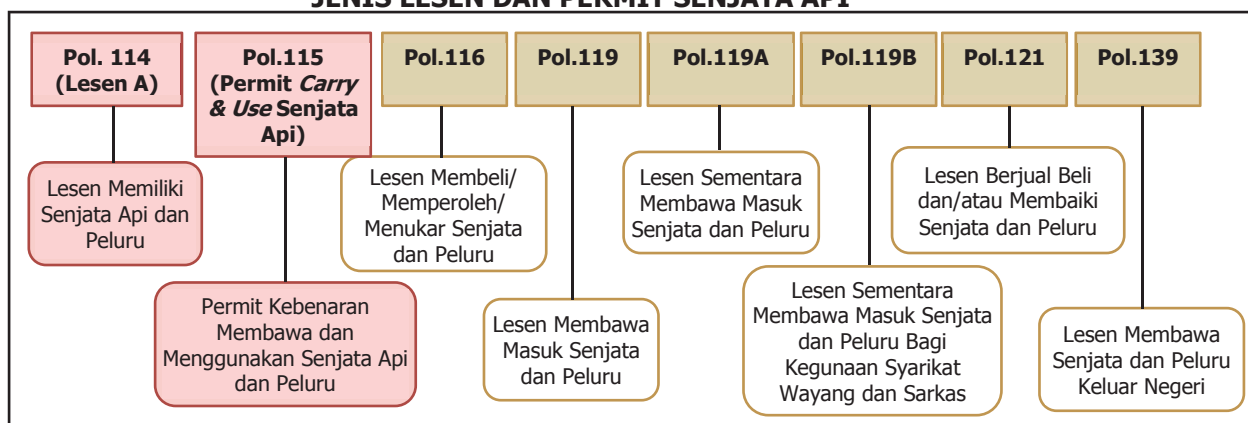 JENIS LESEN DAN PERMIT SENJATA API
Pol. 114
(Lesen A)
Pol.115
(Permit Carry
& Use Senjata
Api)
Pol.116
Pol.119
Pol.119A
Pol.119B
Pol.121
Pol.139
Lesen Memiliki
Senjata Api dan
Peluru
Permit Kebenaran
Membawa dan
Menggunakan Senjata Api
dan Peluru
Lesen Membeli/
Memperoleh/
Menukar Senjata
dan Peluru
Lesen Membawa
Masuk Senjata
dan Peluru
Lesen Sementara
Membawa Masuk
Senjata dan Peluru
Lesen Sementara
Membawa Masuk Senjata
dan Peluru Bagi
Kegunaan Syarikat
Wayang dan Sarkas
Lesen Berjual Beli
dan/atau Membaiki
Senjata dan Peluru
Lesen Membawa
Senjata dan Peluru
Keluar Negeri